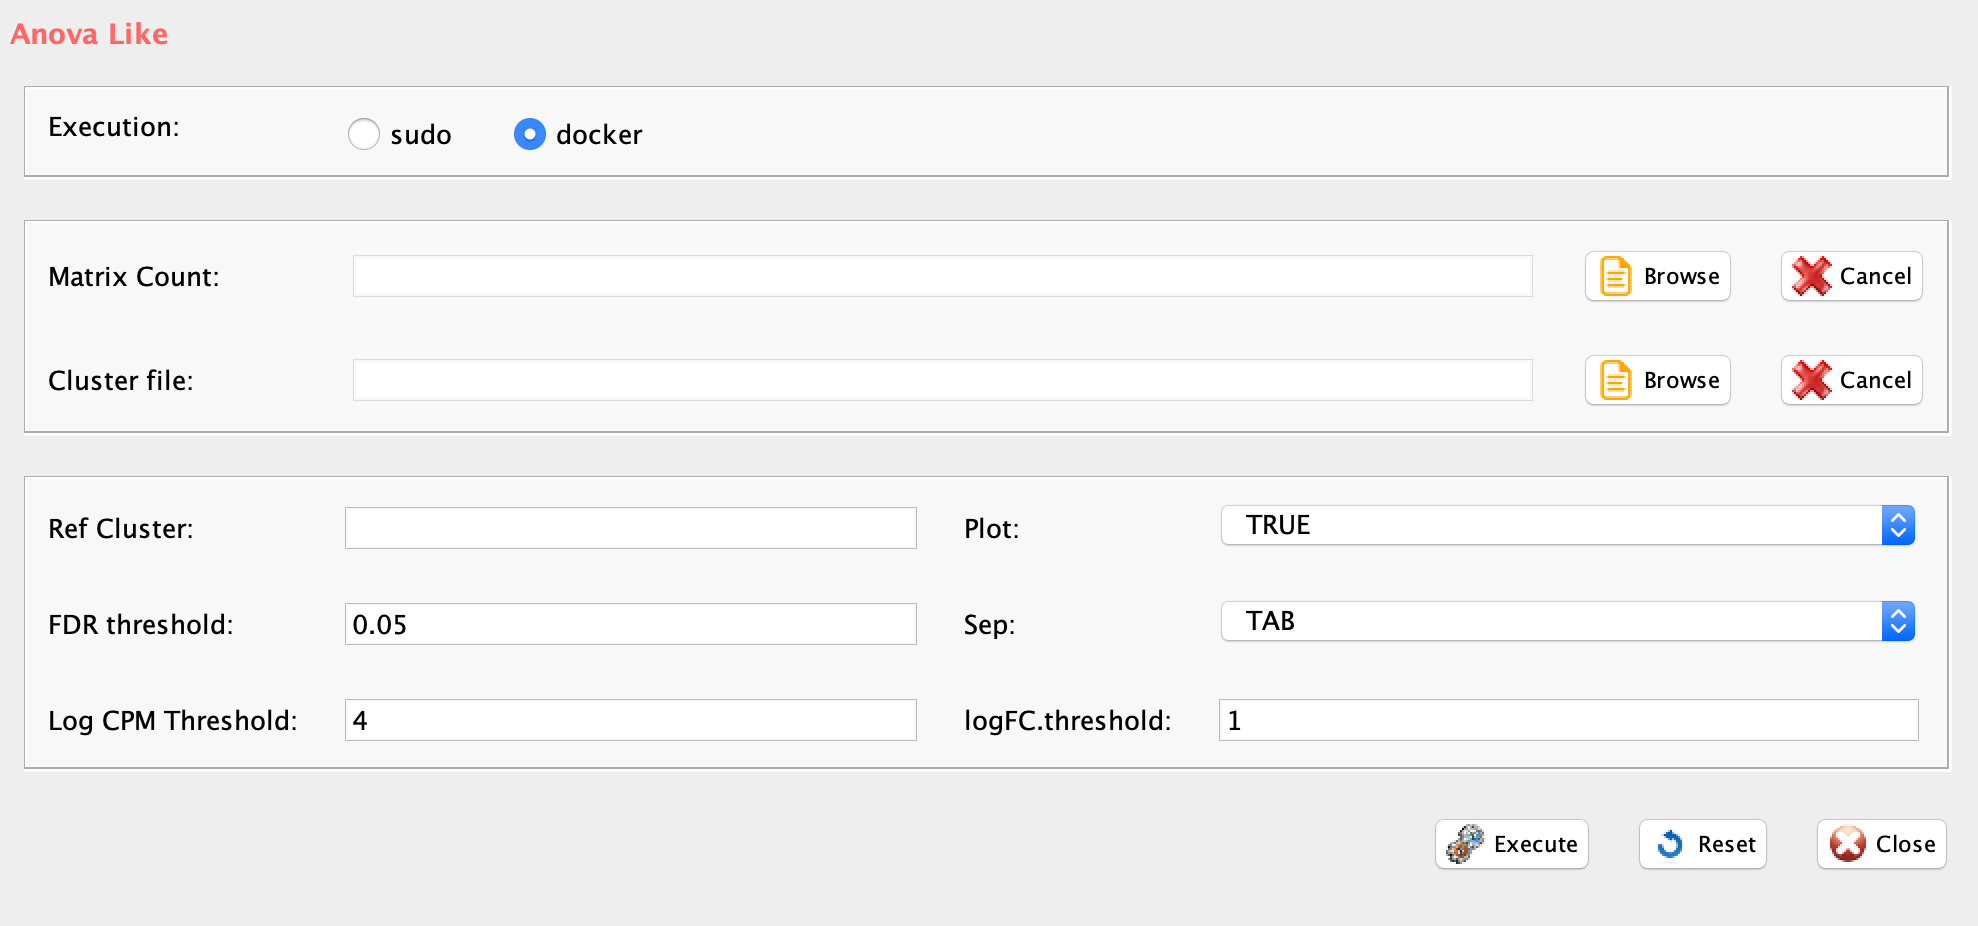 Anova Like
Execution: sudo docker
Matrix Count: Browse Cancel
Cluster file: Browse Cancel
Ref Cluster: Plot: TRUE
FDR threshold: 0.05 Sep: TAB
Log CPM Threshold: 4 logFC.threshold: 1
Execute Reset Close